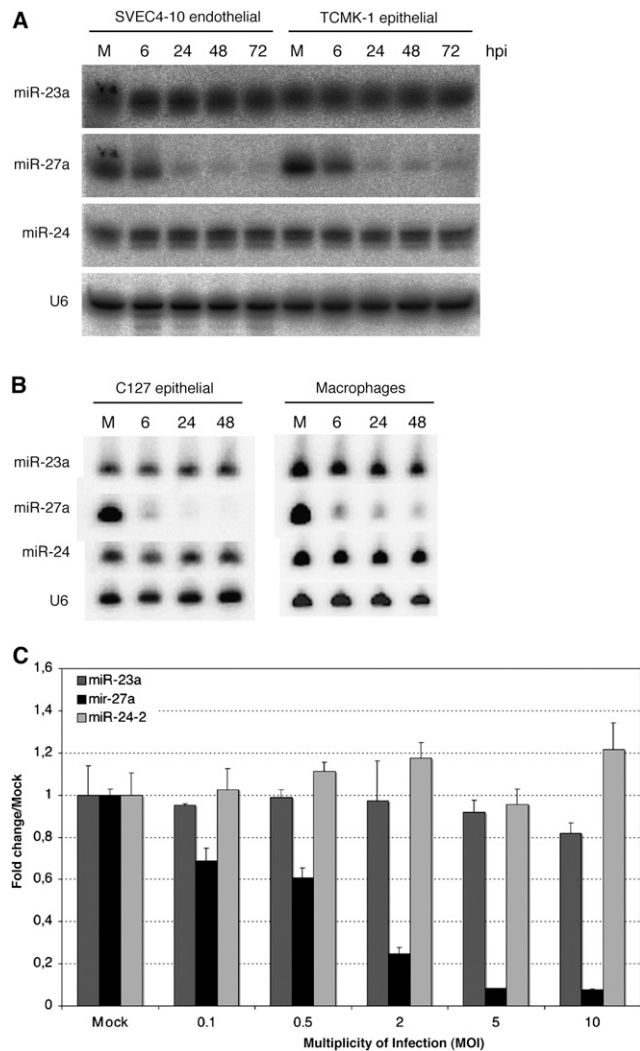 A
SVEC4-10 endothelial TCMK-1 epithelial
M 6 24 48 72 M 6 24 48 72 hpi
miR-23a
miR-27a
miR-24
U6
B
C127 epithelial Macrophages
M 6 24 48 M 6 24 48
miR-23a
miR-27a
miR-24
U6
C
1,6
1,4
1,2
1
0,8
0,6
0,4
0,2
0
Fold change/Mock
miR-23a
mir-27a
miR-24-2
Mock 0.1 0.5 2 5 10
Multiplicity of Infection (MOI)